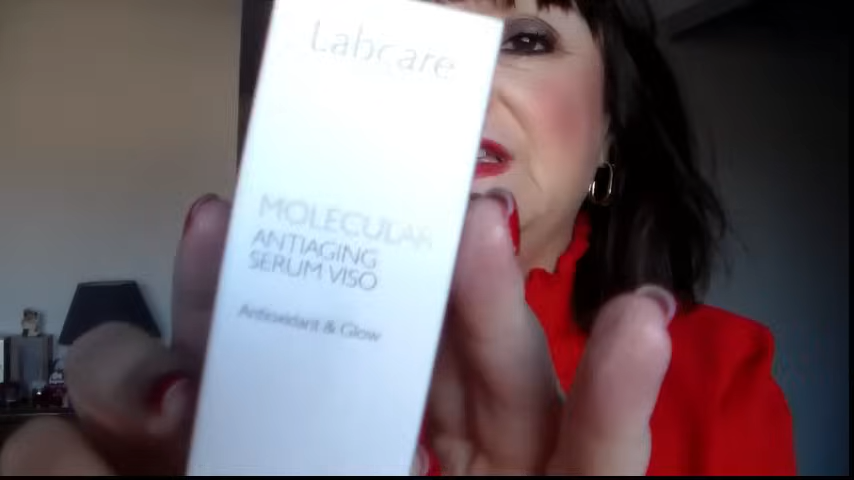 Labcare
MOLECULAR
ANTIAGING
SERUM VISO
Antioxidant & Glow